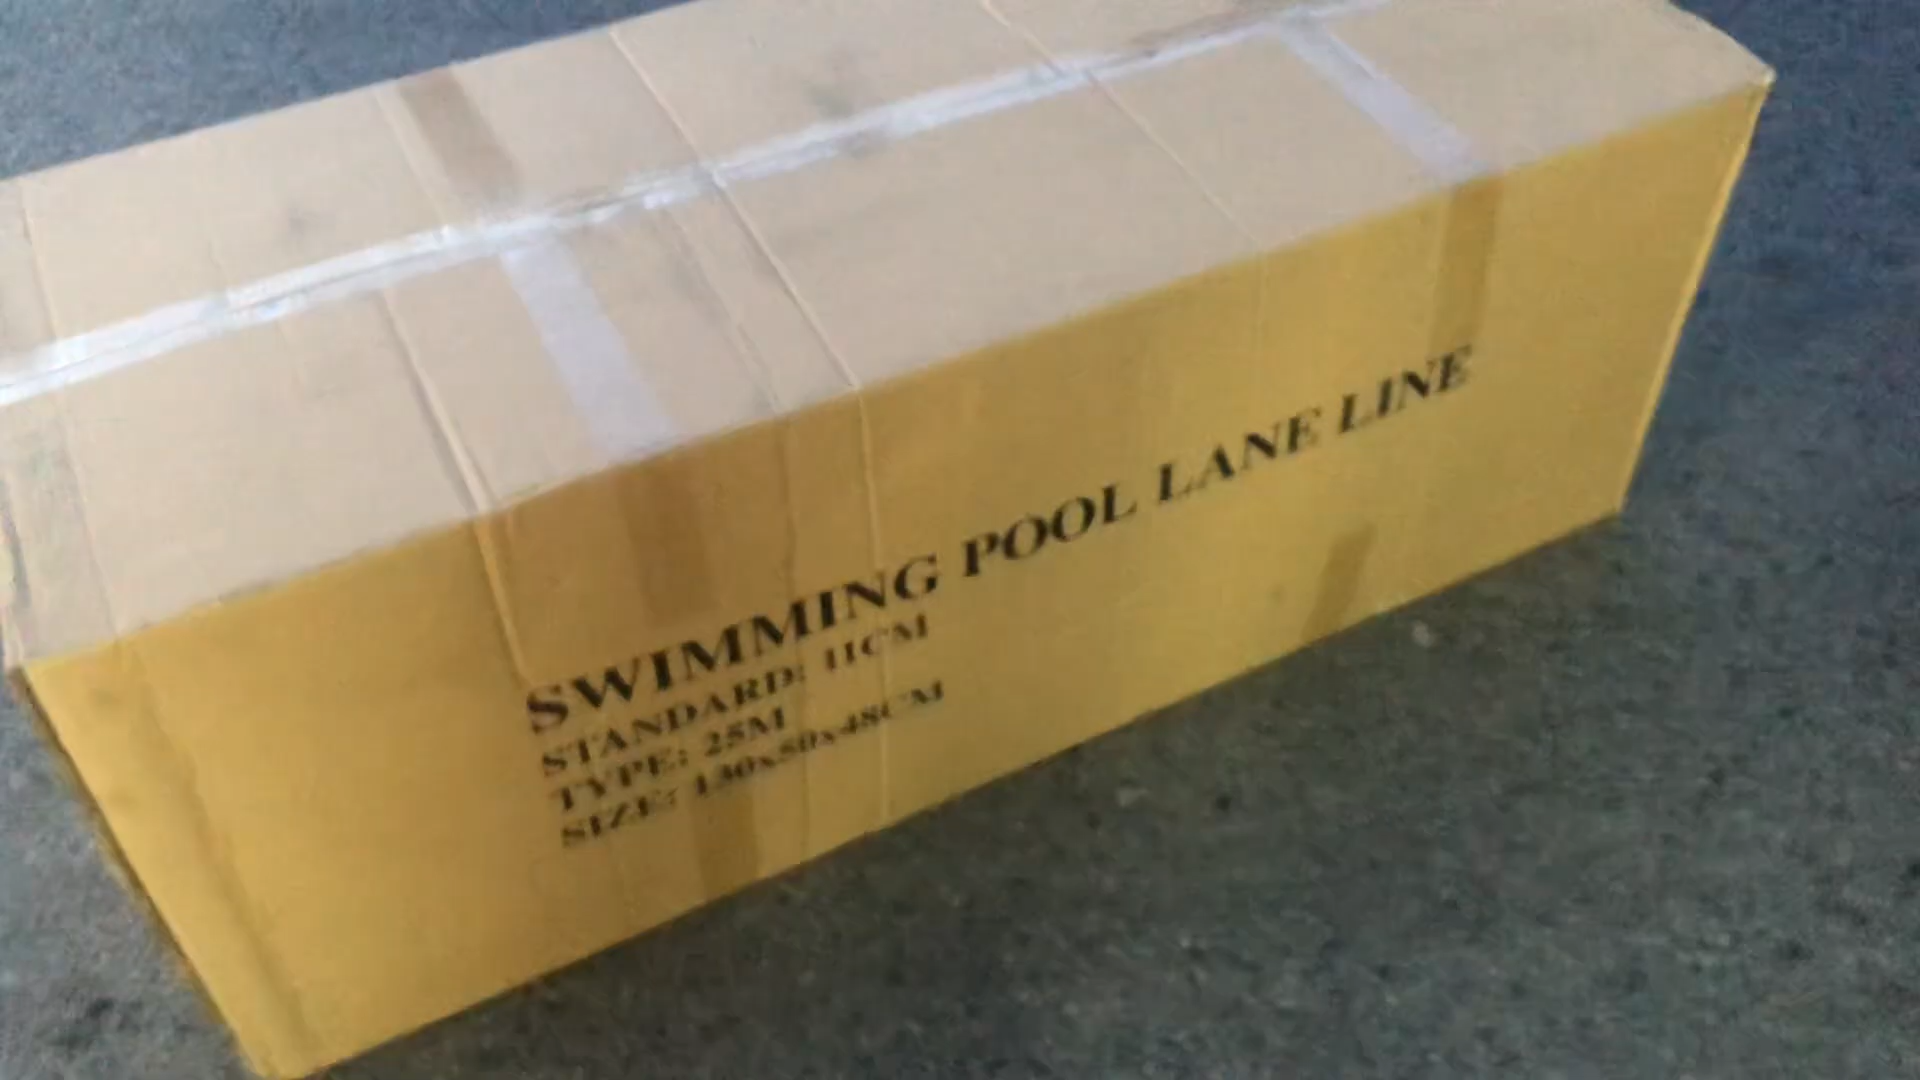 SWIMMING POOL LANE LINE
STANDARD: 11CM
TYPE: 25M
SIZE: 130x50x48CM